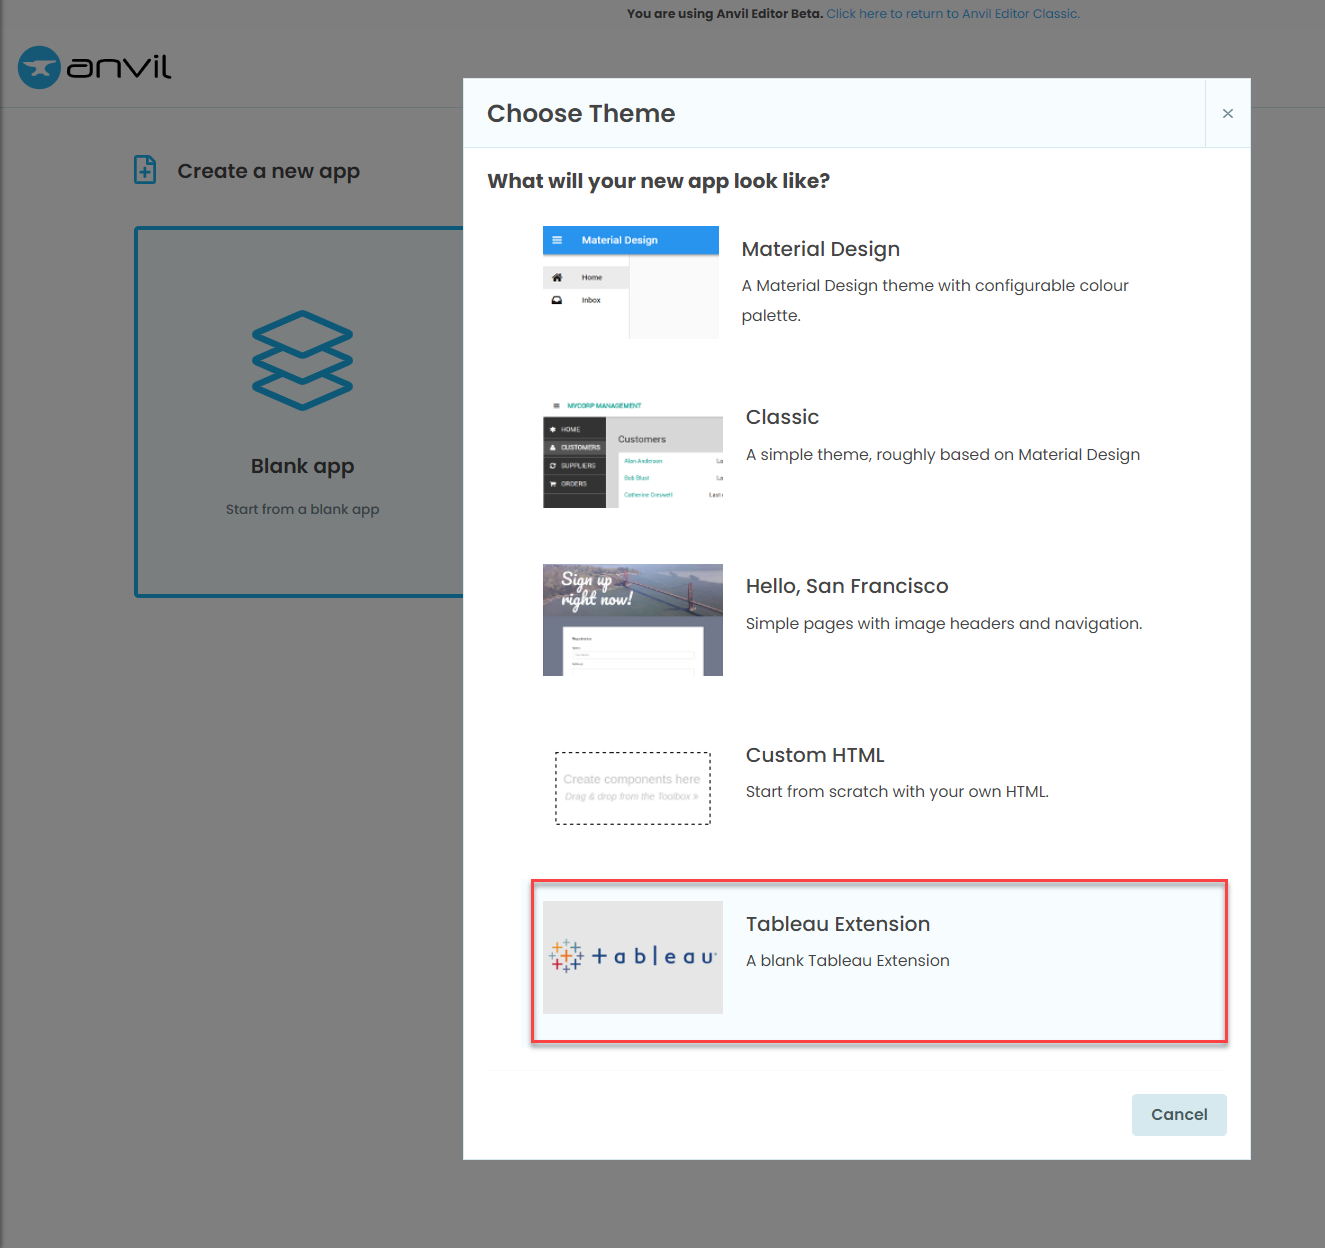 You are using Anvil Editor Beta. Click here to return to Anvil Editor Classic.
anvil
Choose Theme
×
Create a new app
What will your new app look like?
Material Design
Home
Inbox
Material Design
A Material Design theme with configurable colour
palette.
MYCORP MANAGEMENT
HOME
CUSTOMERS
SUPPLIERS
ORDERS
Customers
Alan Anderson
La
Bob Blust
La
Catherine Creswell
Last
Classic
A simple theme, roughly based on Material Design
Blank app
Start from a blank app
Sign up
right now!
Hello, San Francisco
Simple pages with image headers and navigation.
Create components here
Drag & drop from the Toolbox »
Custom HTML
Start from scratch with your own HTML.
+ a b l e a u
Tableau Extension
A blank Tableau Extension
Cancel